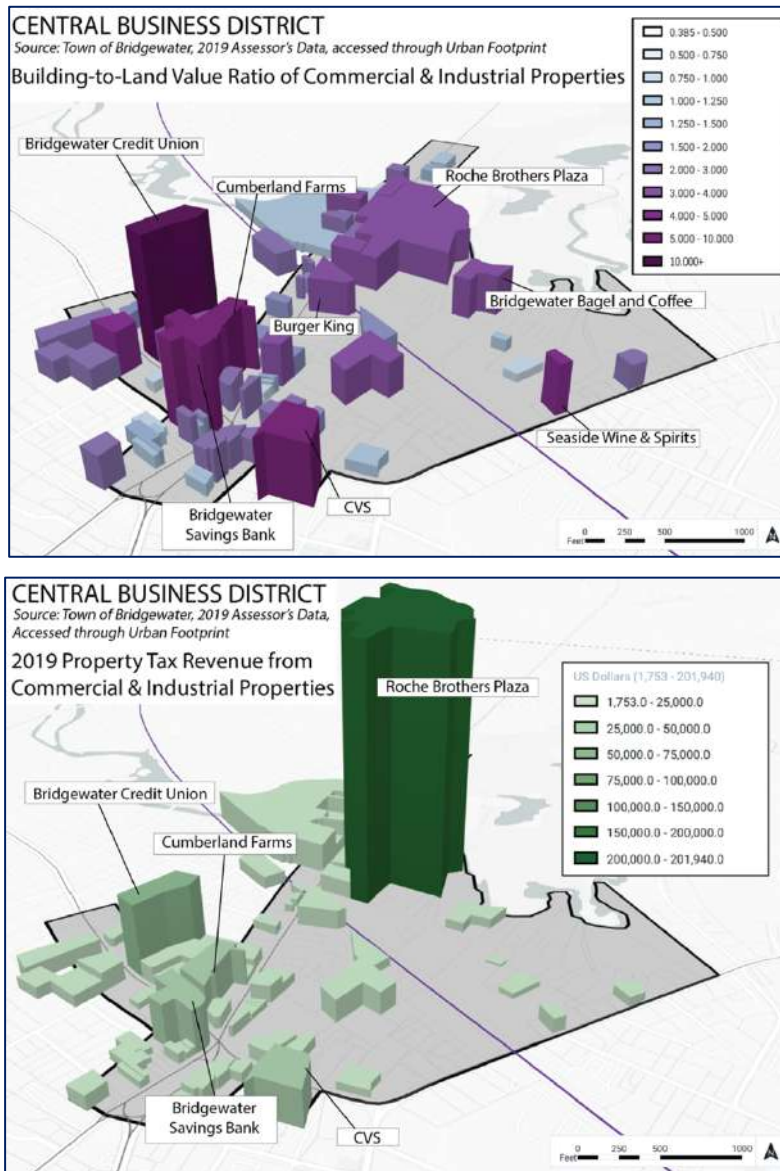 CENTRAL BUSINESS DISTRICT
Source: Town of Bridgewater, 2019 Assessor's Data, accessed through Urban Footprint
Building-to-Land Value Ratio of Commercial & Industrial Properties
0.385 - 0.500
0.500 - 0.750
0.750 - 1.000
1.000 - 1.250
1.250 - 1.500
1.500 - 2.000
2.000 - 3.000
3.000 - 4.000
4.000 - 5.000
5.000 - 10.000
10.000+
Bridgewater Credit Union
Cumberland Farms
Roche Brothers Plaza
Bridgewater Bagel and Coffee
Burger King
Seaside Wine & Spirits
CVS
Bridgewater
Savings Bank
0 250 500 1000
Feet
CENTRAL BUSINESS DISTRICT
Source: Town of Bridgewater, 2019 Assessor's Data,
Accessed through Urban Footprint
2019 Property Tax Revenue from
Commercial & Industrial Properties
Roche Brothers Plaza
US Dollars (1,753 - 201,940)
1,753.0 - 25,000.0
25,000.0 - 50,000.0
50,000.0 - 75,000.0
75,000.0 - 100,000.0
100,000.0 - 150,000.0
150,000.0 - 200,000.0
200,000.0 - 201,940.0
Bridgewater Credit Union
Cumberland Farms
Bridgewater
Savings Bank
CVS
0 250 500 1000
Feet